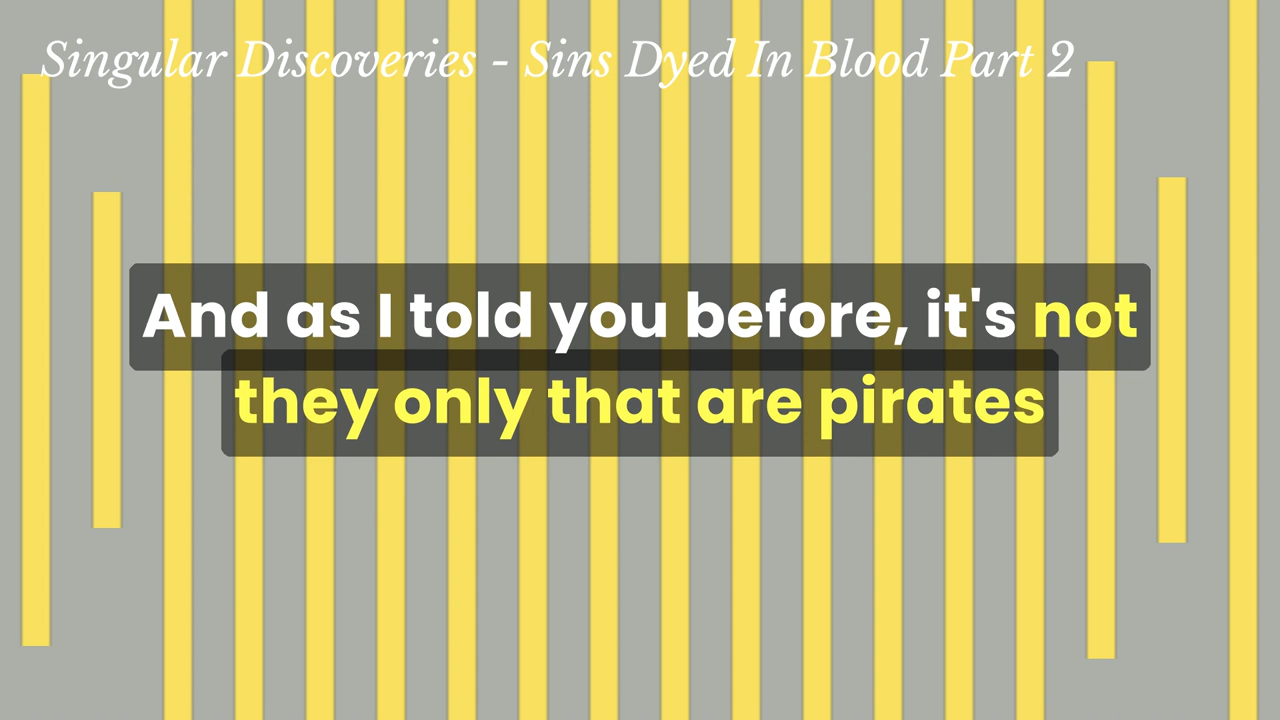 Singular Discoveries - Sins Dyed In Blood Part 2
And as I told you before, it's not
they only that are pirates